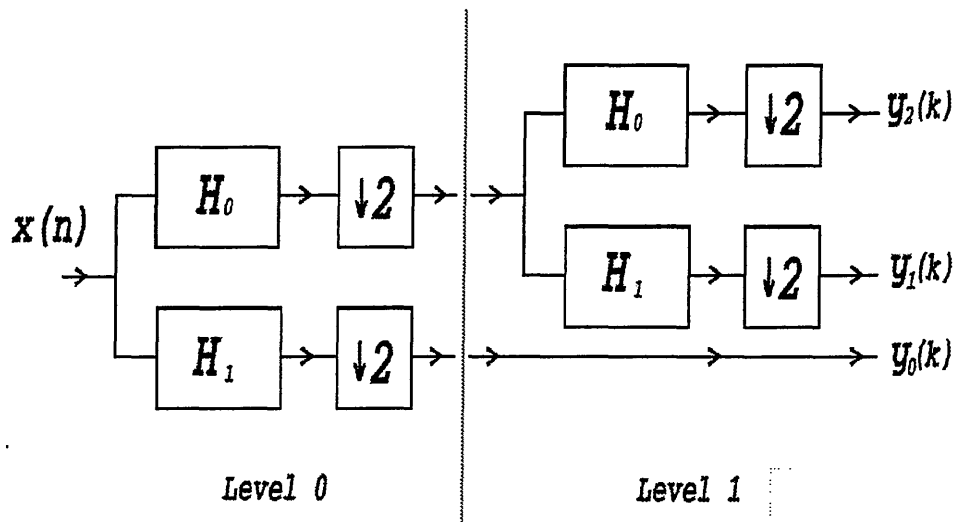 H₀ ↓2 y₂(k)
H₀ ↓2
x(n)
H₁ ↓2 y₁(k)
H₁ ↓2 y₀(k)
Level 0 Level 1